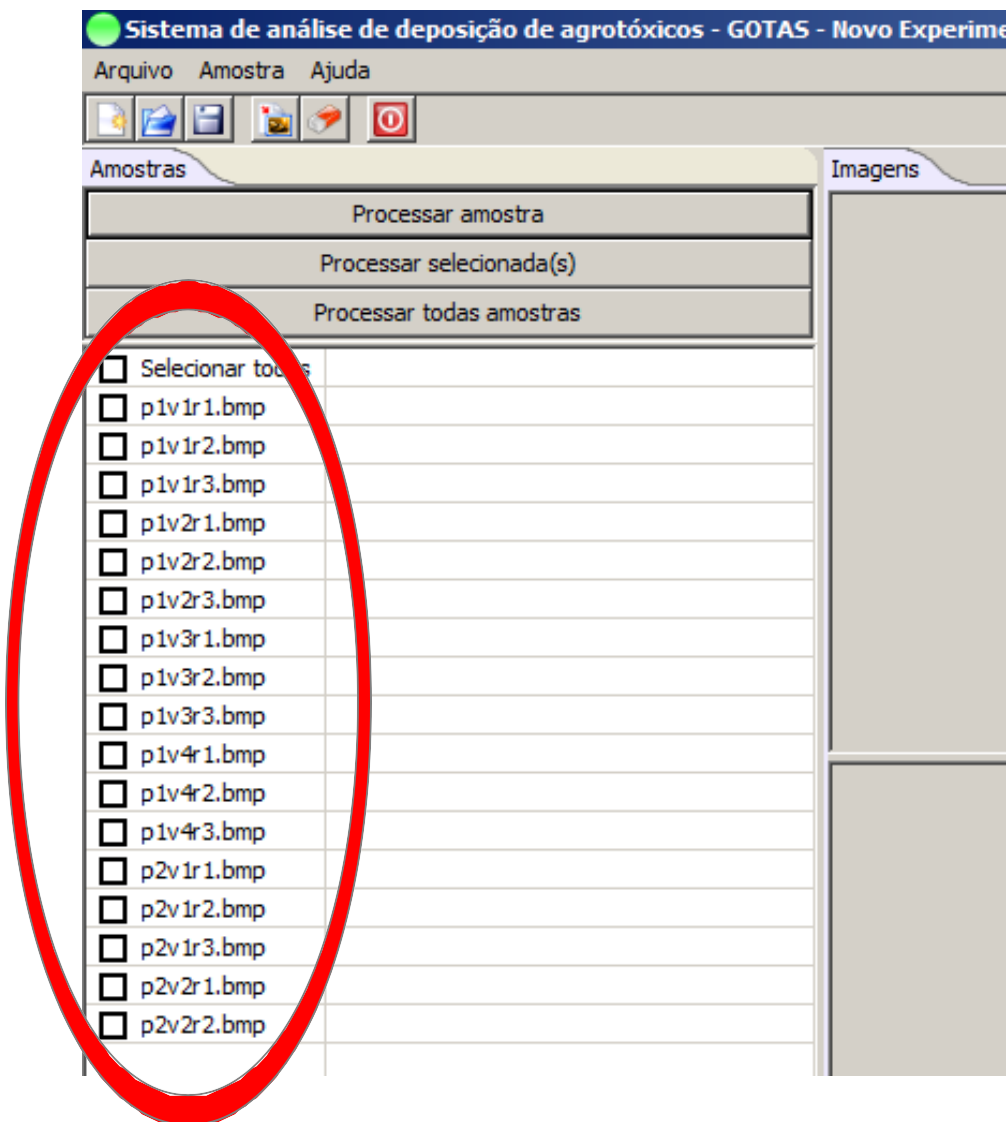 Sistema de análise de deposição de agrotóxicos - GOTAS - Novo Experime
Arquivo Amostra Ajuda
Amostras Imagens
Processar amostra
Processar selecionada(s)
Processar todas amostras
Selecionar todas
p1v1r1.bmp
p1v1r2.bmp
p1v1r3.bmp
p1v2r1.bmp
p1v2r2.bmp
p1v2r3.bmp
p1v3r1.bmp
p1v3r2.bmp
p1v3r3.bmp
p1v4r1.bmp
p1v4r2.bmp
p1v4r3.bmp
p2v1r1.bmp
p2v1r2.bmp
p2v1r3.bmp
p2v2r1.bmp
p2v2r2.bmp